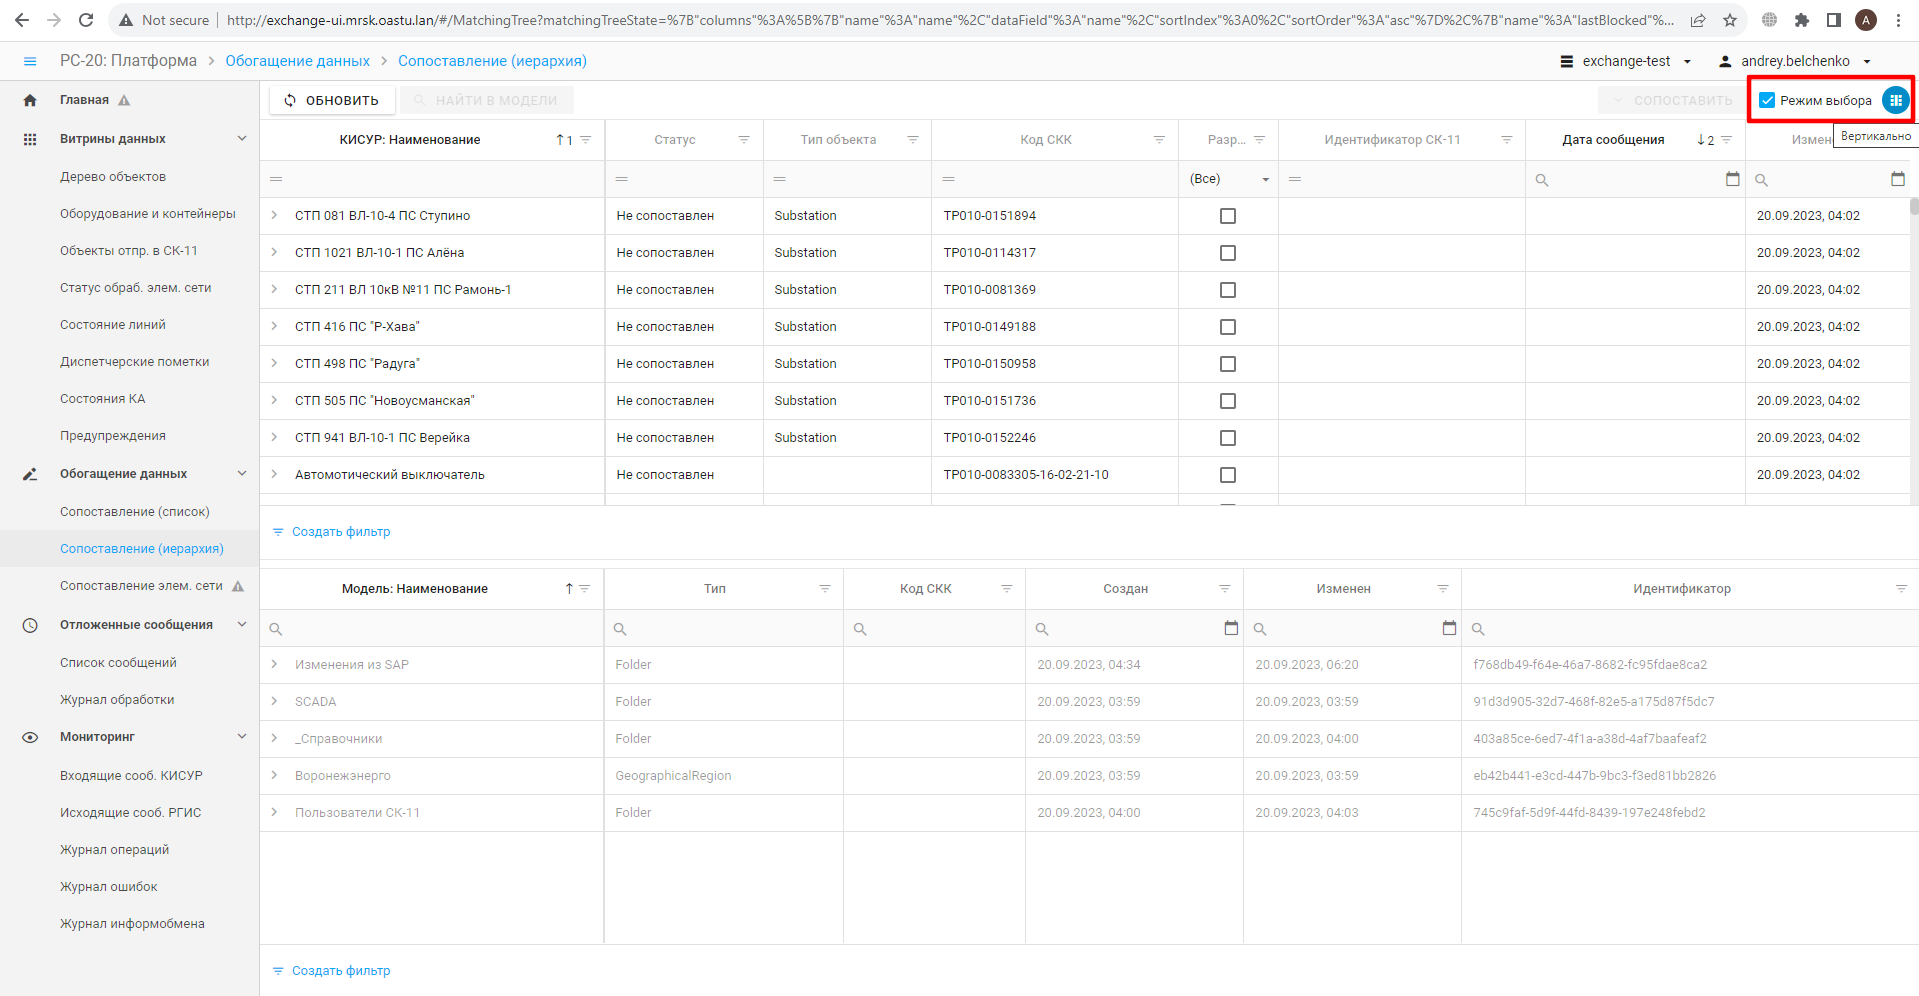 Not secure http://exchange-ui.mrsk.oastu.lan/#/MatchingTree?matchingTreeState=%7B"columns"%3A%5B%7B"name"%3A"name"%2C"dataField"%3A"name"%2C"sortIndex"%3A0%2C"sortOrder"%3A"asc"%7D%2C%7B"name"%3A"lastBlocked"%... A
РС-20: Платформа > Обогащение данных > Сопоставление (иерархия) exchange-test andrey.belchenko
Главная
Витрины данных
Дерево объектов
Оборудование и контейнеры
Объекты отпр. в СК-11
Статус обраб. элем. сети
Состояние линий
Диспетчерские пометки
Состояния КА
Предупреждения
Обогащение данных
Сопоставление (список)
Сопоставление (иерархия)
Сопоставление элем. сети
Отложенные сообщения
Список сообщений
Журнал обработки
Мониторинг
Входящие сооб. КИСУР
Исходящие сооб. РГИС
Журнал операций
Журнал ошибок
Журнал информобмена
ОБНОВИТЬ НАЙТИ В МОДЕЛИ СОПОСТАВИТЬ Режим выбора
Вертикально
КИСУР: Наименование 1 Статус Тип объекта Код СКК Разр... Идентификатор СК-11 Дата сообщения 2 Измен
(Все)
СТП 081 ВЛ-10-4 ПС Ступино Не сопоставлен Substation TP010-0151894 20.09.2023, 04:02
СТП 1021 ВЛ-10-1 ПС Алёна Не сопоставлен Substation TP010-0114317 20.09.2023, 04:02
СТП 211 ВЛ 10кВ №11 ПС Рамонь-1 Не сопоставлен Substation TP010-0081369 20.09.2023, 04:02
СТП 416 ПС "Р-Хава" Не сопоставлен Substation TP010-0149188 20.09.2023, 04:02
СТП 498 ПС "Радуга" Не сопоставлен Substation TP010-0150958 20.09.2023, 04:02
СТП 505 ПС "Новоусманская" Не сопоставлен Substation TP010-0151736 20.09.2023, 04:02
СТП 941 ВЛ-10-1 ПС Верейка Не сопоставлен Substation TP010-0152246 20.09.2023, 04:02
Автомотический выключатель Не сопоставлен TP010-0083305-16-02-21-10 20.09.2023, 04:02
Создать фильтр
Модель: Наименование Тип Код СКК Создан Изменен Идентификатор
Изменения из SAP Folder 20.09.2023, 04:34 20.09.2023, 06:20 f768db49-f64e-46a7-8682-fc95fdae8ca2
SCADA Folder 20.09.2023, 03:59 20.09.2023, 03:59 91d3d905-32d7-468f-82e5-a175d87f5dc7
_Справочники Folder 20.09.2023, 03:59 20.09.2023, 04:00 403a85ce-6ed7-4f1a-a38d-4af7baafeaf2
Воронежэнерго GeographicalRegion 20.09.2023, 03:59 20.09.2023, 03:59 eb42b441-e3cd-447b-9bc3-f3ed81bb2826
Пользователи СК-11 Folder 20.09.2023, 04:00 20.09.2023, 04:03 745c9faf-5d9f-44fd-8439-197e248febd2
Создать фильтр